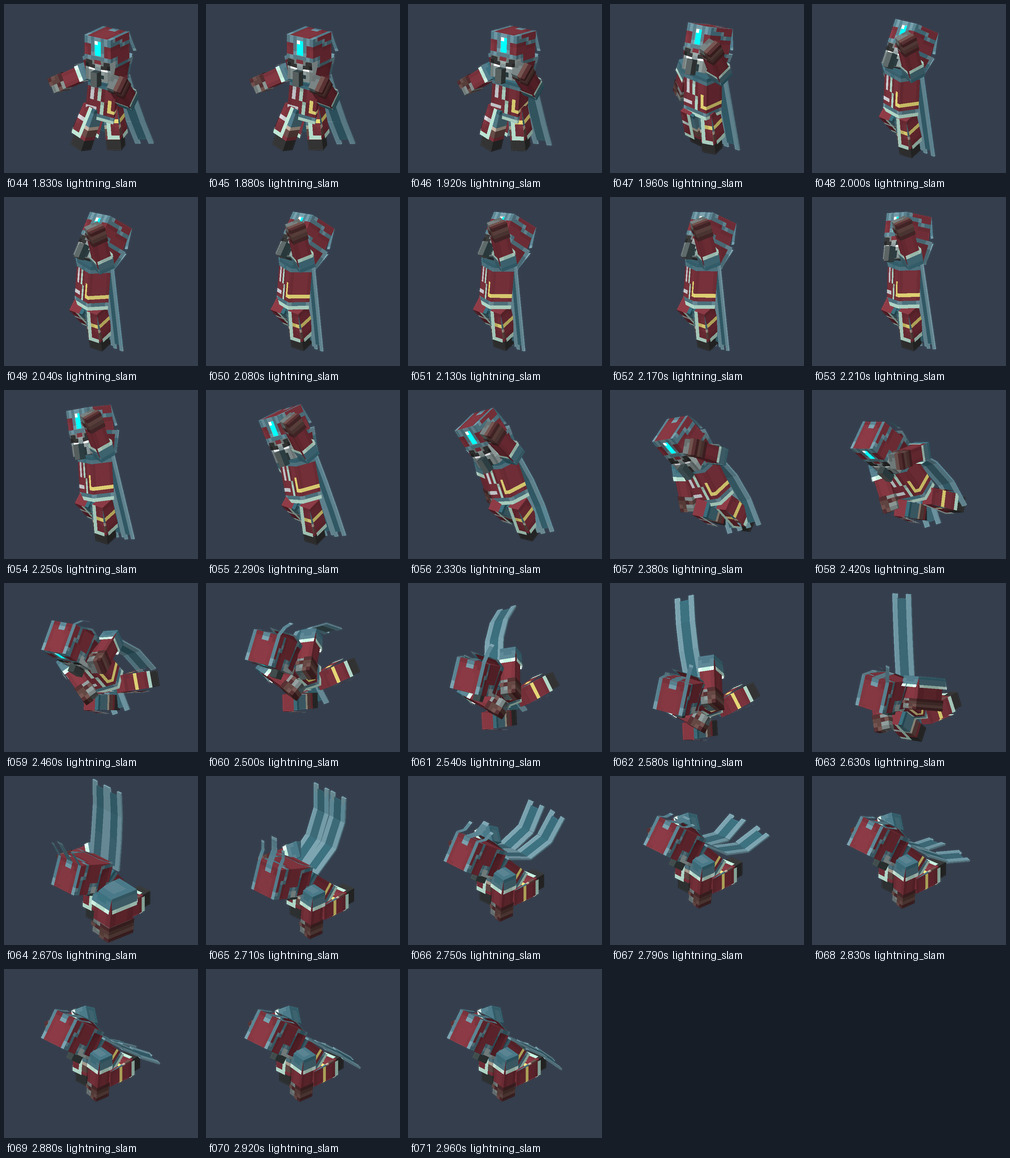 f044 1.830s lightning_slam
f045 1.880s lightning_slam
f046 1.920s lightning_slam
f047 1.960s lightning_slam
f048 2.000s lightning_slam
f049 2.040s lightning_slam
f050 2.080s lightning_slam
f051 2.130s lightning_slam
f052 2.170s lightning_slam
f053 2.210s lightning_slam
f054 2.250s lightning_slam
f055 2.290s lightning_slam
f056 2.330s lightning_slam
f057 2.380s lightning_slam
f058 2.420s lightning_slam
f059 2.460s lightning_slam
f060 2.500s lightning_slam
f061 2.540s lightning_slam
f062 2.580s lightning_slam
f063 2.630s lightning_slam
f064 2.670s lightning_slam
f065 2.710s lightning_slam
f066 2.750s lightning_slam
f067 2.790s lightning_slam
f068 2.830s lightning_slam
f069 2.880s lightning_slam
f070 2.920s lightning_slam
f071 2.960s lightning_slam